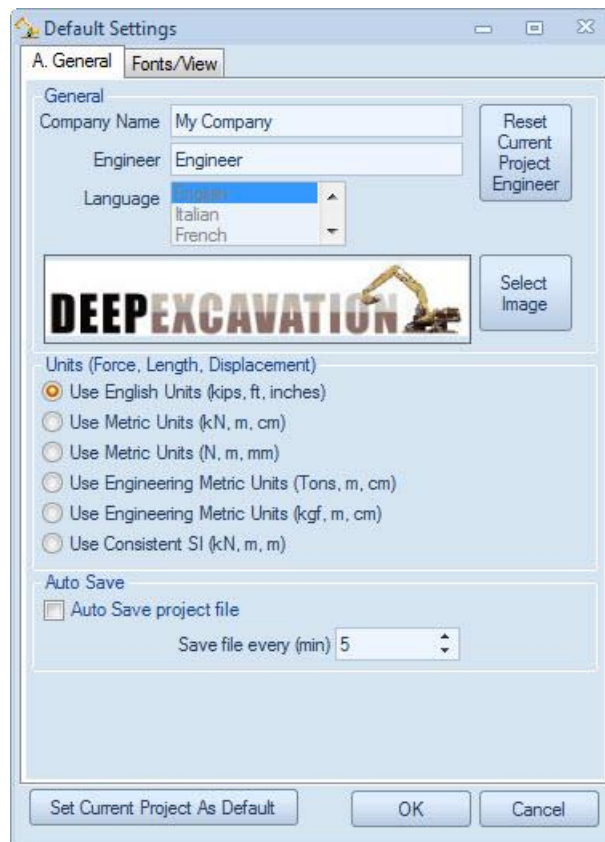 Default Settings
A. General
Fonts/View
General
Company Name
My Company
Reset
Current
Project
Engineer
Engineer
Engineer
Language
English
Italian
French
DEEPEXCAVATION
Select
Image
Units (Force, Length, Displacement)
Use English Units (kips, ft, inches)
Use Metric Units (kN, m, cm)
Use Metric Units (N, m, mm)
Use Engineering Metric Units (Tons, m, cm)
Use Engineering Metric Units (kgf, m, cm)
Use Consistent SI (kN, m, m)
Auto Save
Auto Save project file
Save file every (min) 5
Set Current Project As Default
OK
Cancel